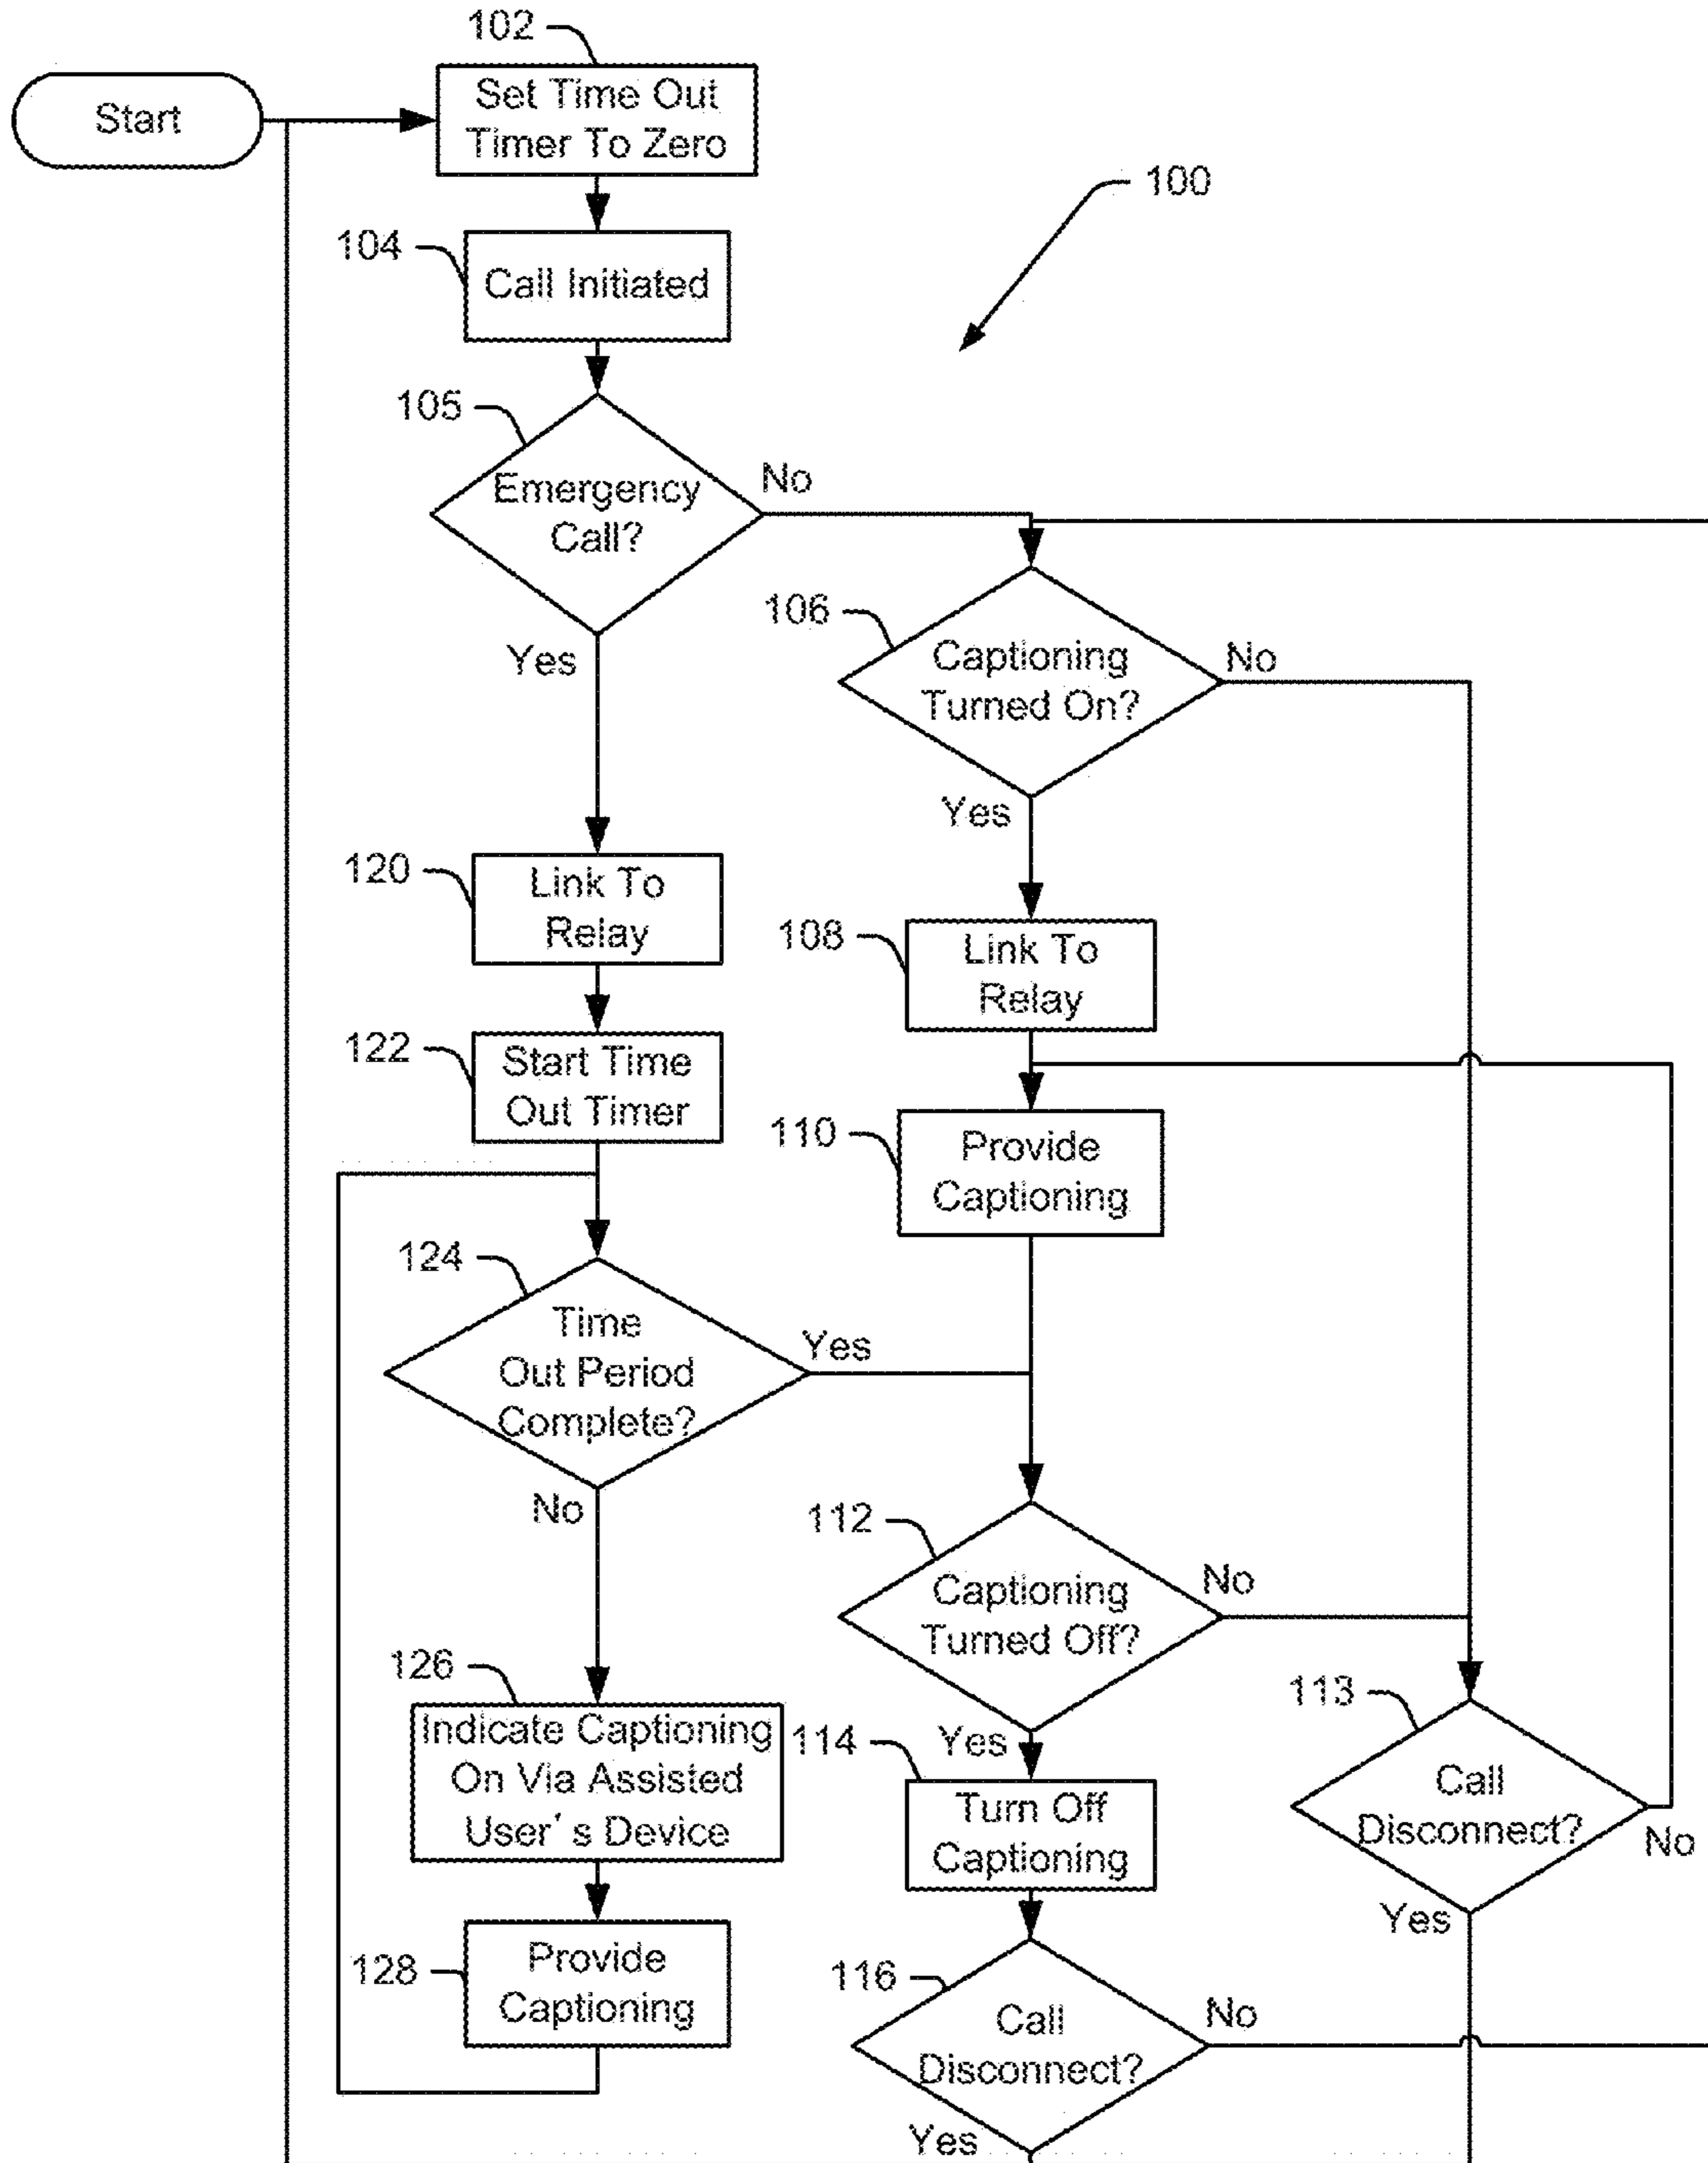 102
Start
Set Time Out
Timer To Zero
100
104
Call Initiated
105
Emergency
Call?
No
Yes
106
Captioning
Turned On?
No
Yes
120
Link To
Relay
108
Link To
Relay
122
Start Time
Out Timer
110
Provide
Captioning
124
Time
Out Period
Complete?
Yes
No
112
Captioning
Turned Off?
No
Yes
126
Indicate Captioning
On Via Assisted
User's Device
114
Turn Off
Captioning
113
Call
Disconnect?
No
Yes
128
Provide
Captioning
116
Call
Disconnect?
No
Yes